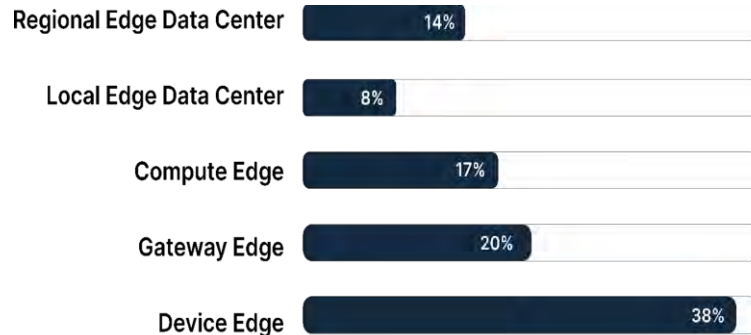 Regional Edge Data Center 14%
Local Edge Data Center 8%
Compute Edge 17%
Gateway Edge 20%
Device Edge 38%